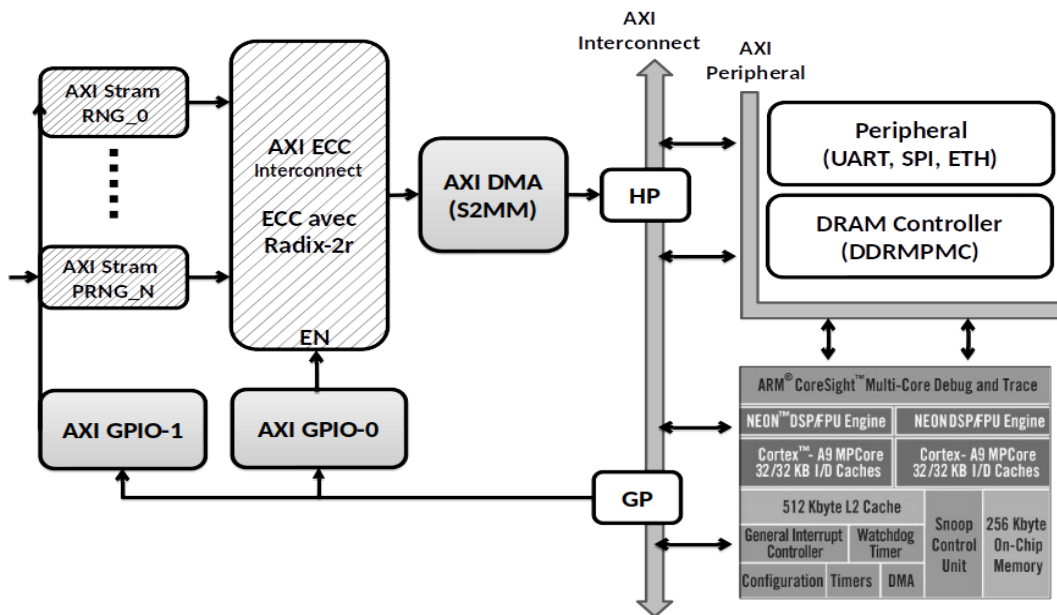 AXI
Interconnect
AXI
Peripheral
AXI Stram
RNG_0
AXI ECC
Interconnect
ECC avec
Radix-2r
EN
AXI DMA
(S2MM)
HP
Peripheral
(UART, SPI, ETH)
DRAM Controller
(DDRMPMC)
AXI Stram
PRNG_N
AXI GPIO-1
AXI GPIO-0
GP
ARM® CoreSight™ Multi-Core Debug and Trace
NEON™ DSP/FPU Engine
NEON DSP/FPU Engine
Cortex™- A9 MPCore
32/32 KB I/D Caches
Cortex- A9 MPCore
32/32 KB I/D Caches
512 Kbyte L2 Cache
General Interrupt
Controller
Watchdog
Timer
Configuration
Timers
DMA
Snoop
Control
Unit
256 Kbyte
On-Chip
Memory